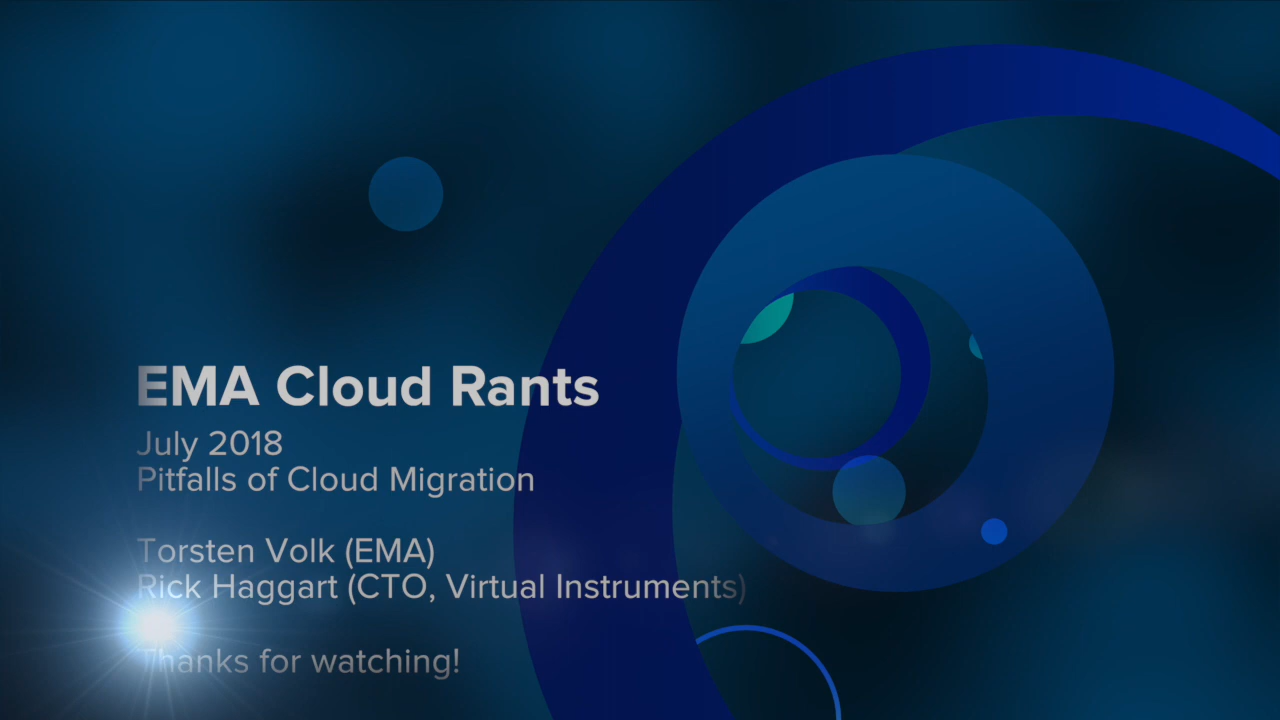 EMA Cloud Rants
July 2018
Pitfalls of Cloud Migration
Torsten Volk (EMA)
Rick Haggart (CTO, Virtual Instruments)
Thanks for watching!